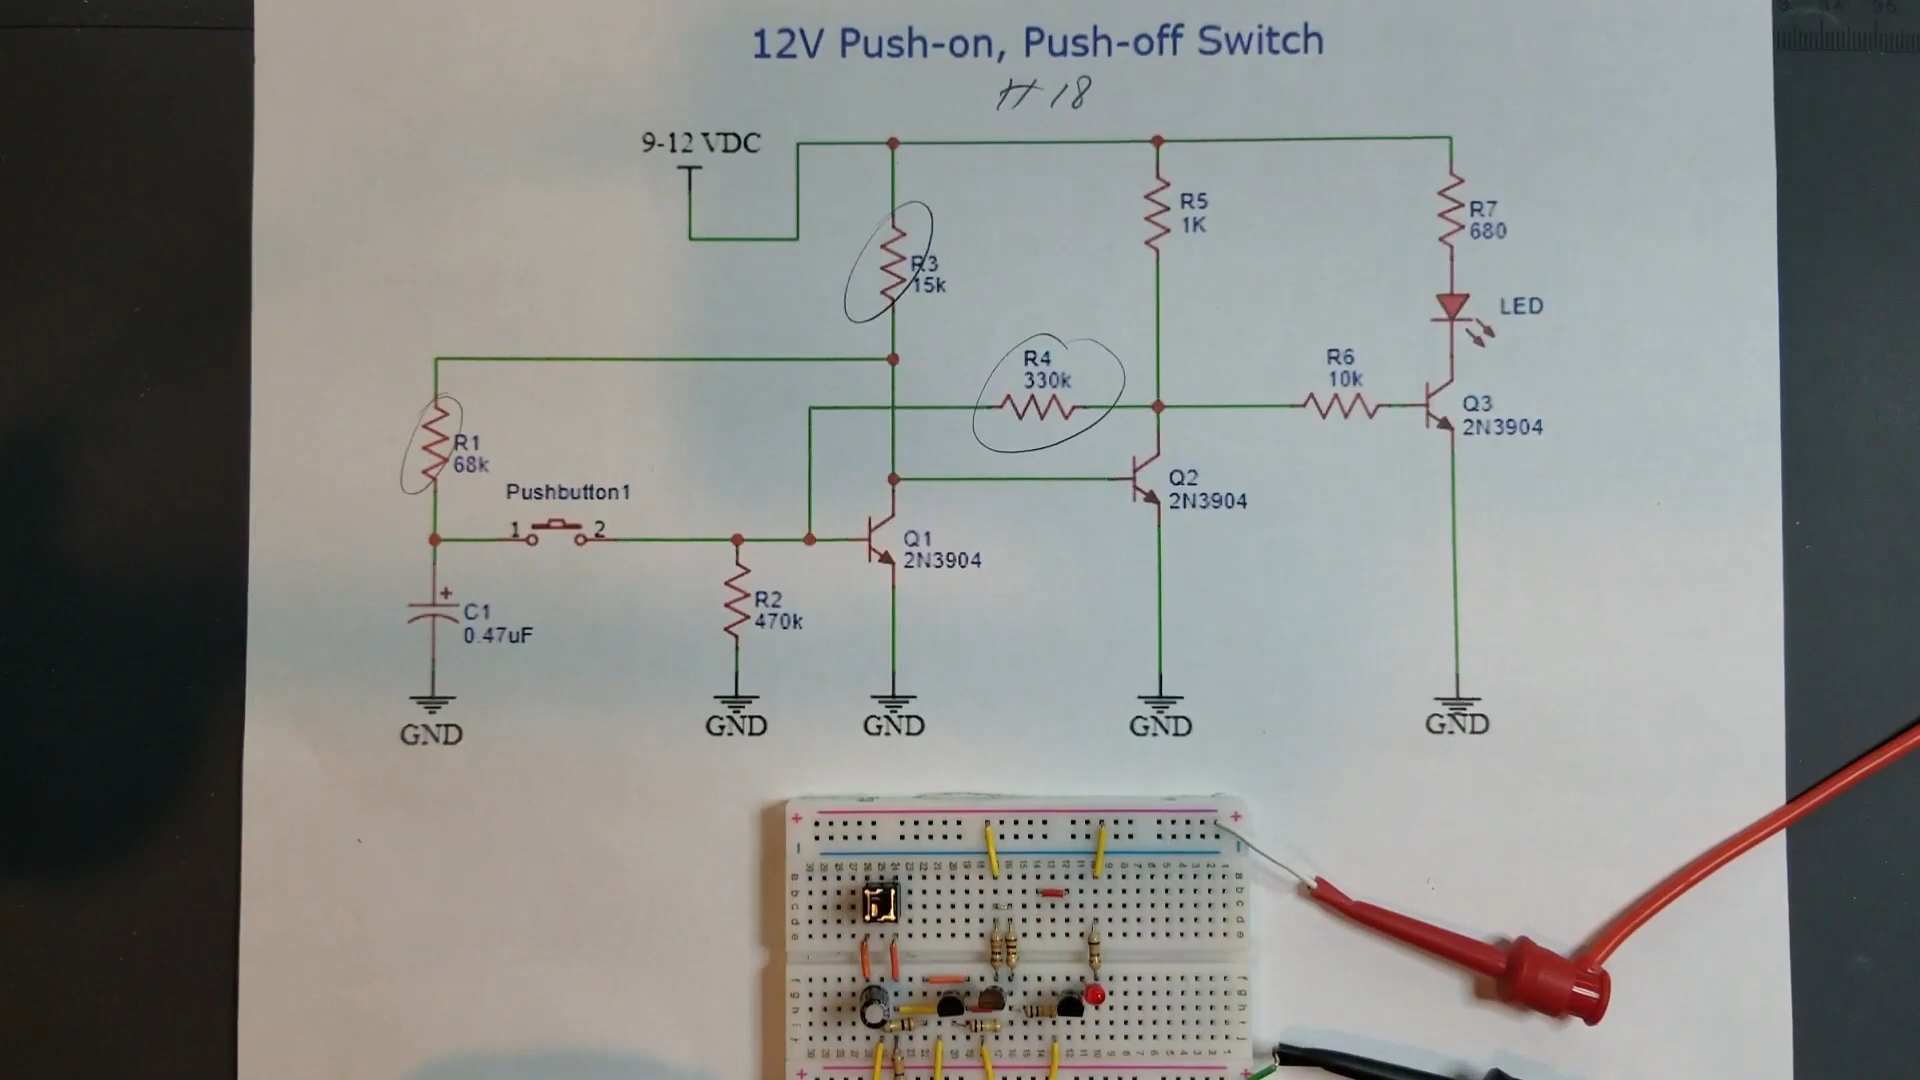 12V Push-on, Push-off Switch
H 18
9-12 VDC
R3
15k
R5
1K
R7
680
LED
R4
330k
R6
10k
Q3
2N3904
R1
68k
Pushbutton1
1 2
Q2
2N3904
Q1
2N3904
R2
470k
C1
0.47uF
+
GND GND GND GND GND